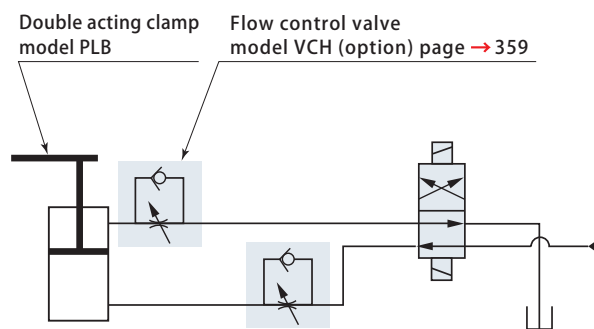 Double acting clamp
model PLB
Flow control valve
model VCH (option) page → 359